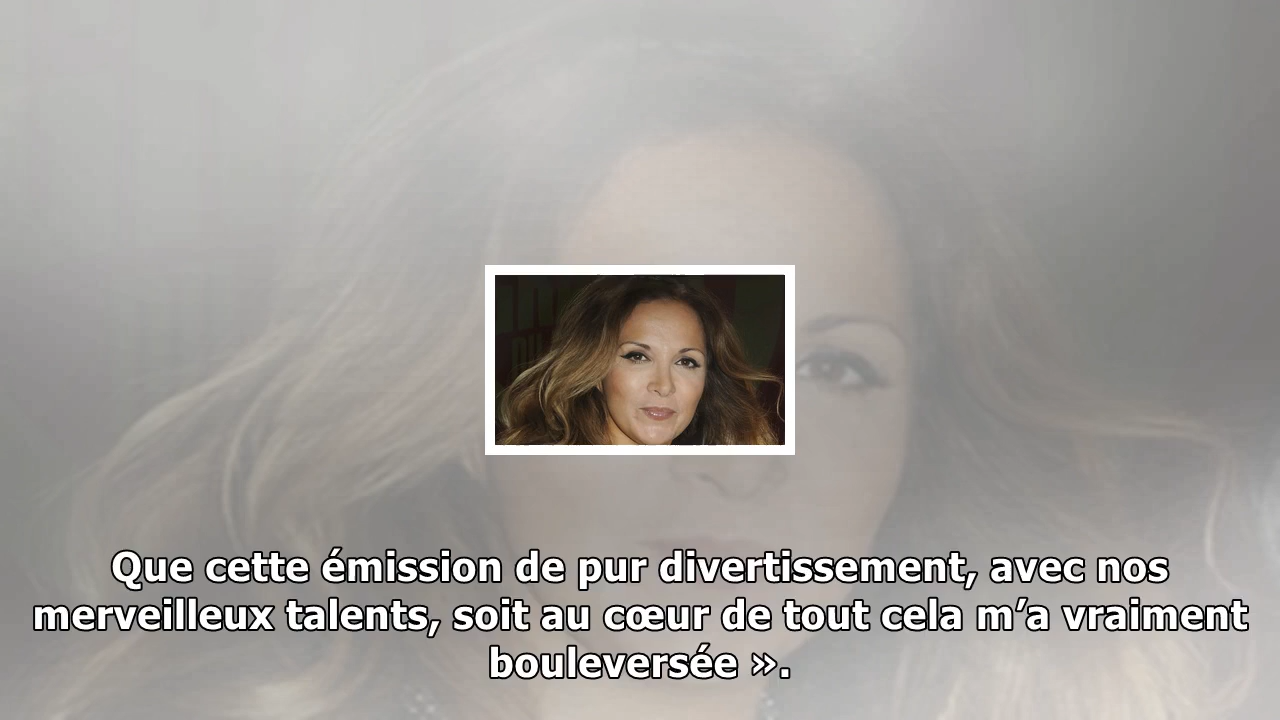 Que cette émission de pur divertissement, avec nos
merveilleux talents, soit au cœur de tout cela m’a vraiment
bouleversée ».